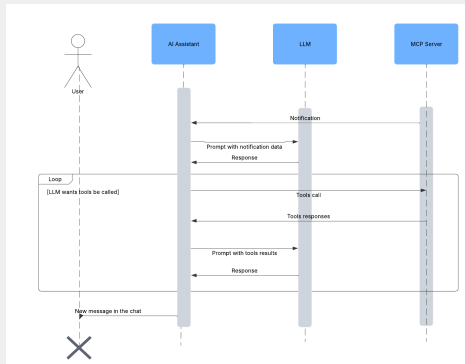 AI Assistant
LLM
MCP Server
User
Notification
Prompt with notification data
Response
Loop
[LLM wants tools be called]
Tools call
Tools responses
Prompt with tools results
Response
New message in the chat